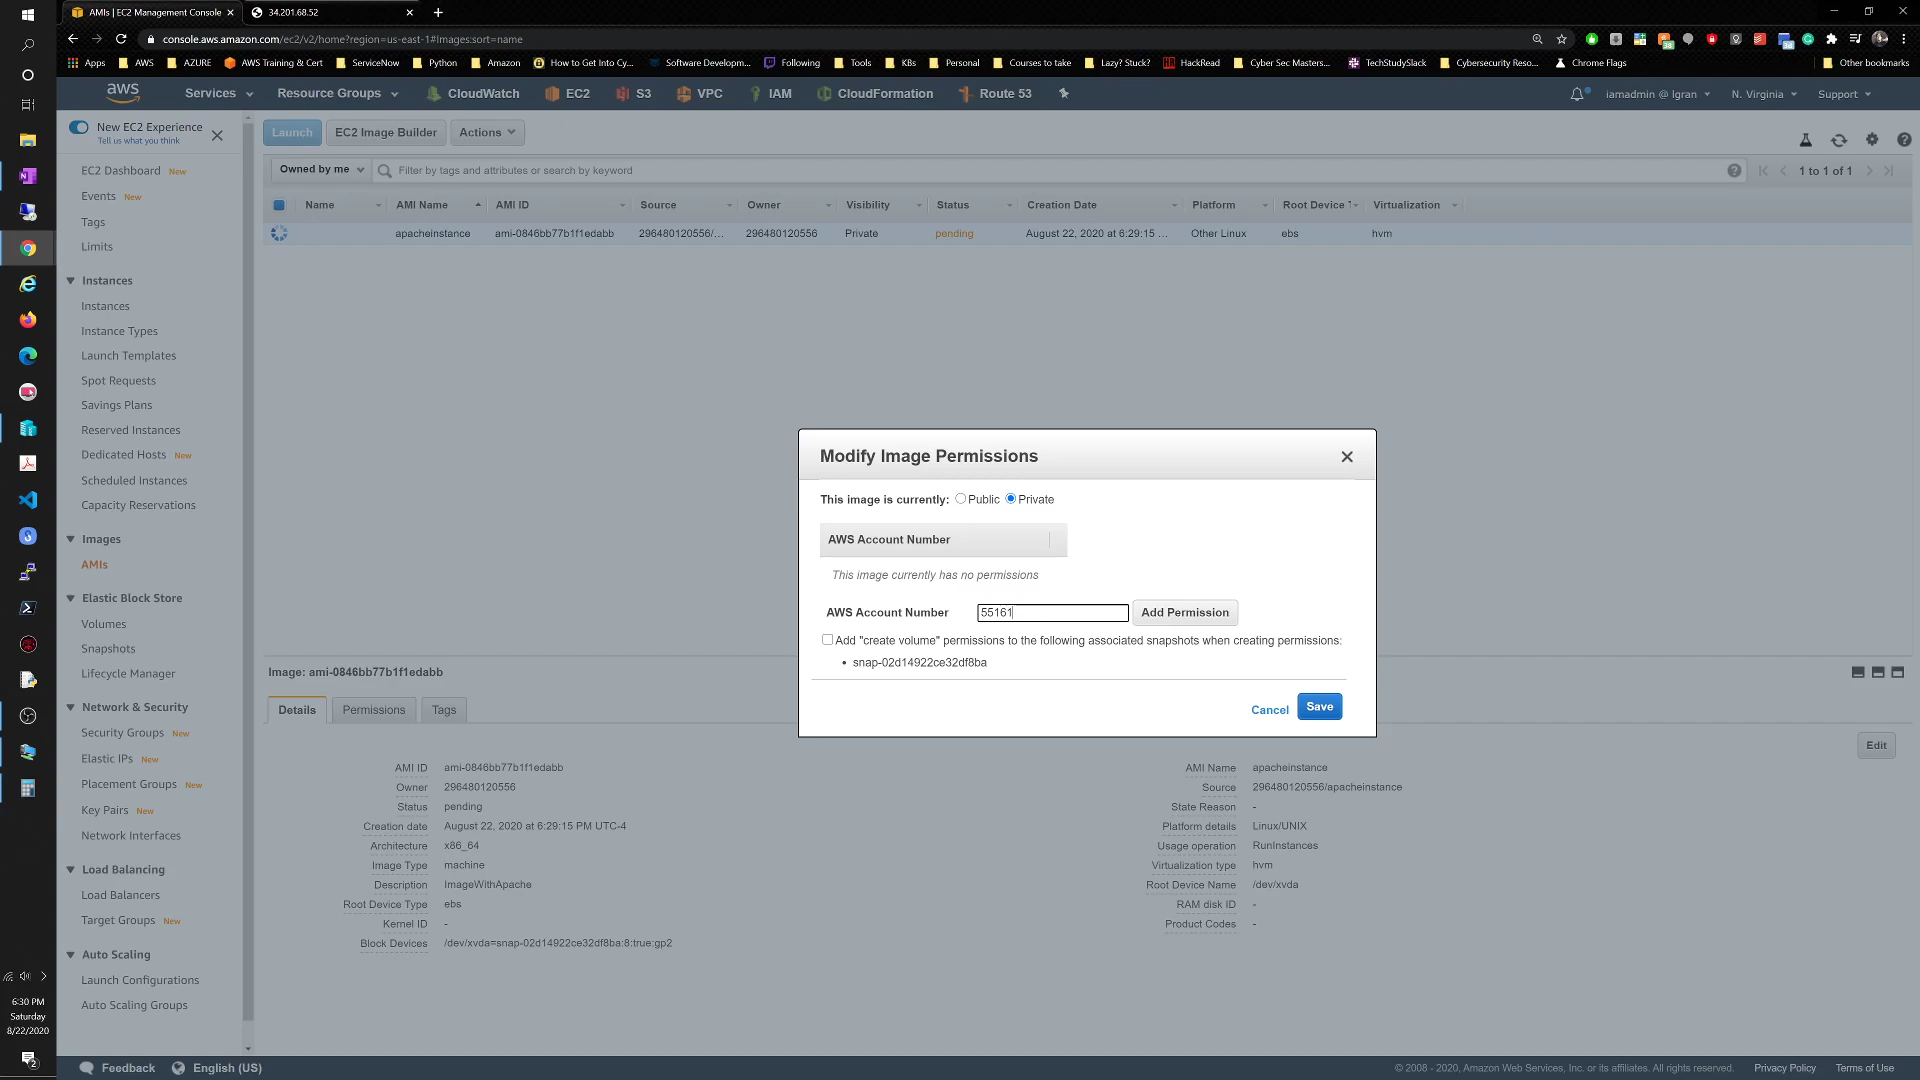 AMIs | EC2 Management Console
34.201.68.52
console.aws.amazon.com/ec2/v2/home?region=us-east-1#Images:sort=name
Apps AWS AZURE AWS Training & Cert ServiceNow Python Amazon How to Get Into Cy... Software Developm... Following Tools KBs Personal Courses to take Lazy? Stuck? HackRead Cyber Sec Masters... TechStudySlack Cybersecurity Reso... Chrome Flags Other bookmarks
aws Services Resource Groups CloudWatch EC2 S3 VPC IAM CloudFormation Route 53 iamadmin @ lgran N. Virginia Support
New EC2 Experience
Tell us what you think
Launch EC2 Image Builder Actions
Owned by me Filter by tags and attributes or search by keyword 1 to 1 of 1
Name AMI Name AMI ID Source Owner Visibility Status Creation Date Platform Root Device T Virtualization
apacheinstance ami-0846bb77b1f1edabb 296480120556/... 296480120556 Private pending August 22, 2020 at 6:29:15 ... Other Linux ebs hvm
EC2 Dashboard New
Events New
Tags
Limits
Instances
Instances
Instance Types
Launch Templates
Spot Requests
Savings Plans
Reserved Instances
Dedicated Hosts New
Scheduled Instances
Capacity Reservations
Images
AMIs
Elastic Block Store
Volumes
Snapshots
Lifecycle Manager
Network & Security
Security Groups New
Elastic IPs New
Placement Groups New
Key Pairs New
Network Interfaces
Load Balancing
Load Balancers
Target Groups New
Auto Scaling
Launch Configurations
Auto Scaling Groups
Modify Image Permissions
This image is currently: Public Private
AWS Account Number
This image currently has no permissions
AWS Account Number 55161 Add Permission
Add "create volume" permissions to the following associated snapshots when creating permissions:
snap-02d14922ce32df8ba
Cancel Save
Image: ami-0846bb77b1f1edabb
Details Permissions Tags
Edit
AMI ID ami-0846bb77b1f1edabb
Owner 296480120556
Status pending
Creation date August 22, 2020 at 6:29:15 PM UTC-4
Architecture x86_64
Image Type machine
Description ImageWithApache
Root Device Type ebs
Kernel ID -
Block Devices /dev/xvda=snap-02d14922ce32df8ba:8:true:gp2
AMI Name apacheinstance
Source 296480120556/apacheinstance
State Reason -
Platform details Linux/UNIX
Usage operation RunInstances
Virtualization type hvm
Root Device Name /dev/xvda
RAM disk ID -
Product Codes -
6:30 PM
Saturday
8/22/2020
2
Feedback English (US) © 2008 - 2020, Amazon Web Services, Inc. or its affiliates. All rights reserved. Privacy Policy Terms of Use